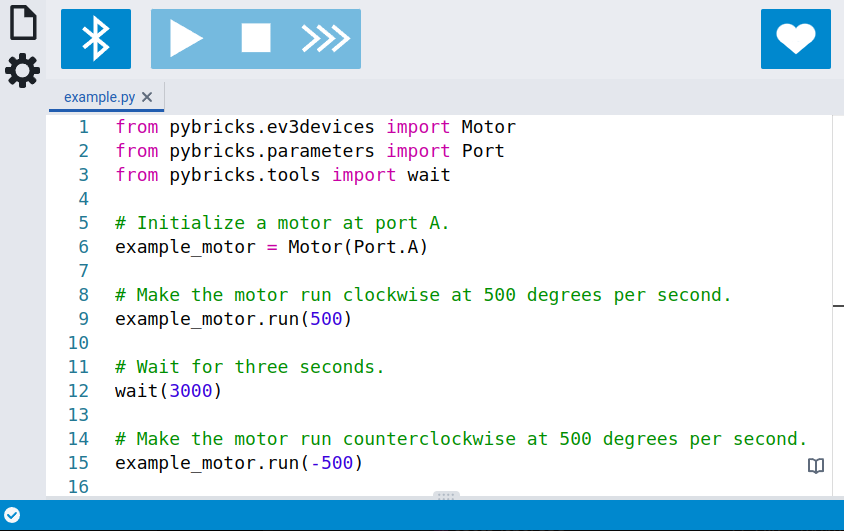 example.py
1 from pybricks.ev3devices import Motor
2 from pybricks.parameters import Port
3 from pybricks.tools import wait
4
5 # Initialize a motor at port A.
6 example_motor = Motor(Port.A)
7
8 # Make the motor run clockwise at 500 degrees per second.
9 example_motor.run(500)
10
11 # Wait for three seconds.
12 wait(3000)
13
14 # Make the motor run counterclockwise at 500 degrees per second.
15 example_motor.run(-500)
16